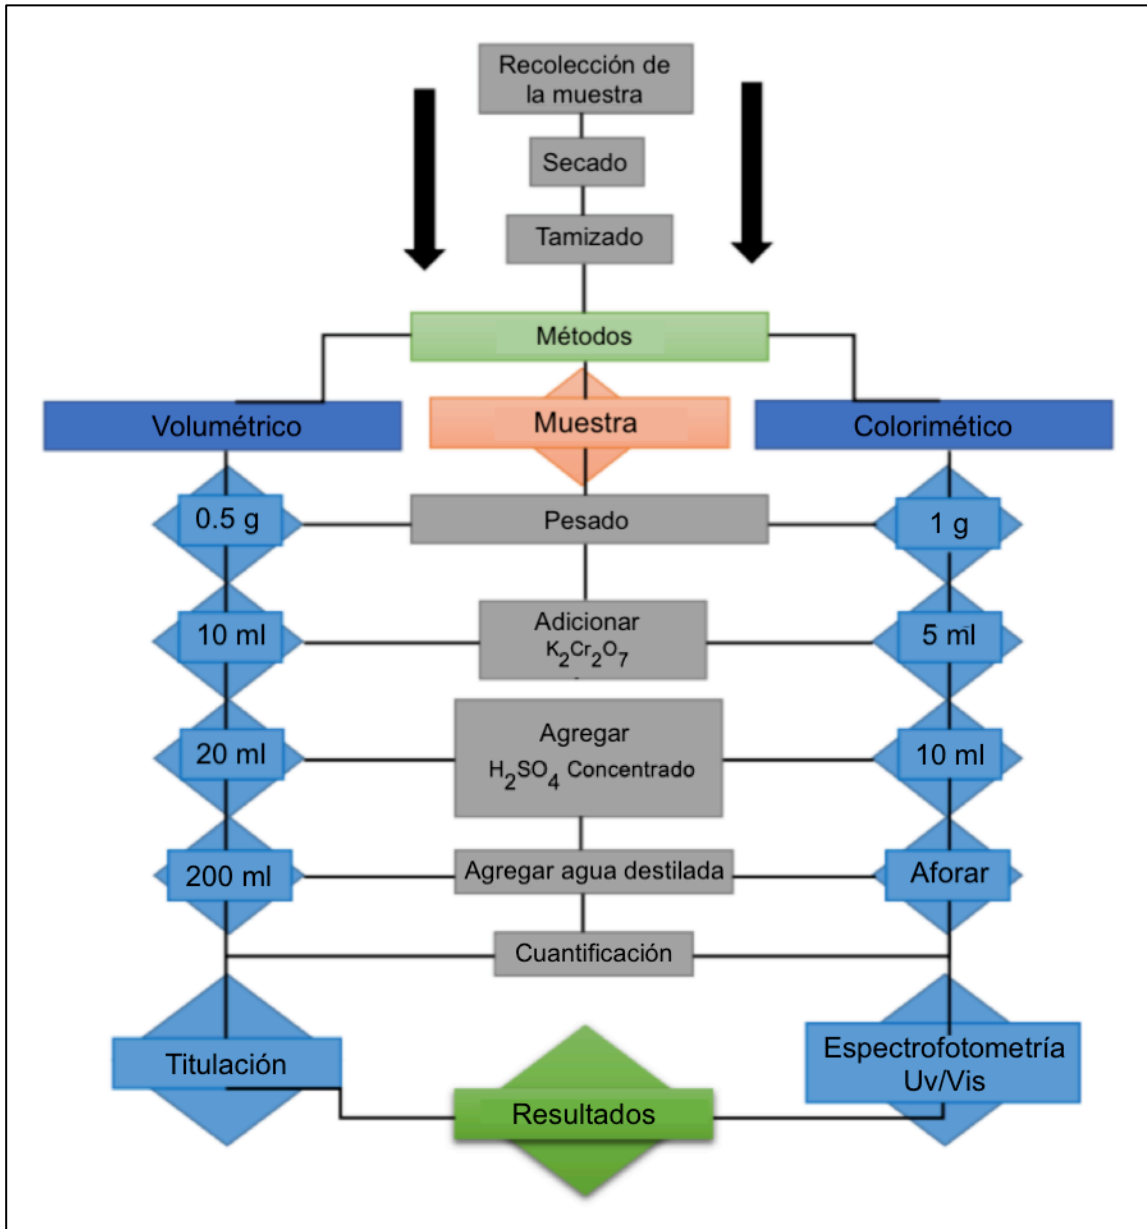 Recolección de
la muestra
Secado
Tamizado
Métodos
Volumétrico
Muestra
Colorimético
0.5 g
Pesado
1 g
10 ml
Adicionar
K2Cr2O7
5 ml
20 ml
Agregar
H2SO4 Concentrado
10 ml
200 ml
Agregar agua destilada
Aforar
Cuantificación
Titulación
Espectrofotometría
Uv/Vis
Resultados